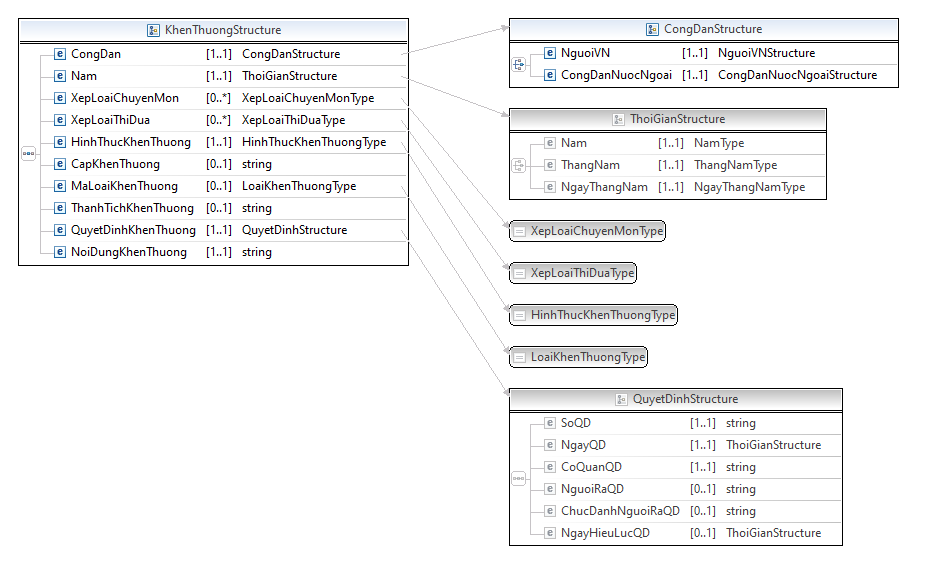 KhenThuongStructure
e CongDan [1..1] CongDanStructure
e Nam [1..1] ThoiGianStructure
e XepLoaiChuyenMon [0..*] XepLoaiChuyenMonType
e XepLoaiThiDua [0..*] XepLoaiThiDuaType
e HinhThucKhenThuong [1..1] HinhThucKhenThuongType
e CapKhenThuong [0..1] string
e MaLoaiKhenThuong [0..1] LoaiKhenThuongType
e ThanhTichKhenThuong [0..1] string
e QuyetDinhKhenThuong [1..1] QuyetDinhStructure
e NoiDungKhenThuong [1..1] string
CongDanStructure
e NguoiVN [1..1] NguoiVNStructure
e CongDanNuocNgoai [1..1] CongDanNuocNgoaiStructure
ThoiGianStructure
e Nam [1..1] NamType
e ThangNam [1..1] ThangNamType
e NgayThangNam [1..1] NgayThangNamType
XepLoaiChuyenMonType
XepLoaiThiDuaType
HinhThucKhenThuongType
LoaiKhenThuongType
QuyetDinhStructure
e SoQD [1..1] string
e NgayQD [1..1] ThoiGianStructure
e CoQuanQD [1..1] string
e NguoiRaQD [0..1] string
e ChucDanhNguoiRaQD [0..1] string
e NgayHieuLucQD [0..1] ThoiGianStructure